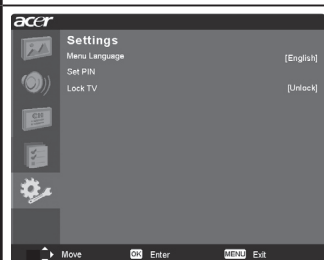 acer
Settings
Menu Language [English]
Set PIN
Lock TV [Unlock]
CH
Move OK Enter MENU Exit